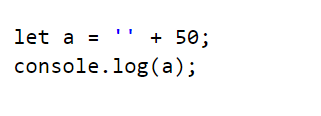 let a = '' + 50;
console.log(a);